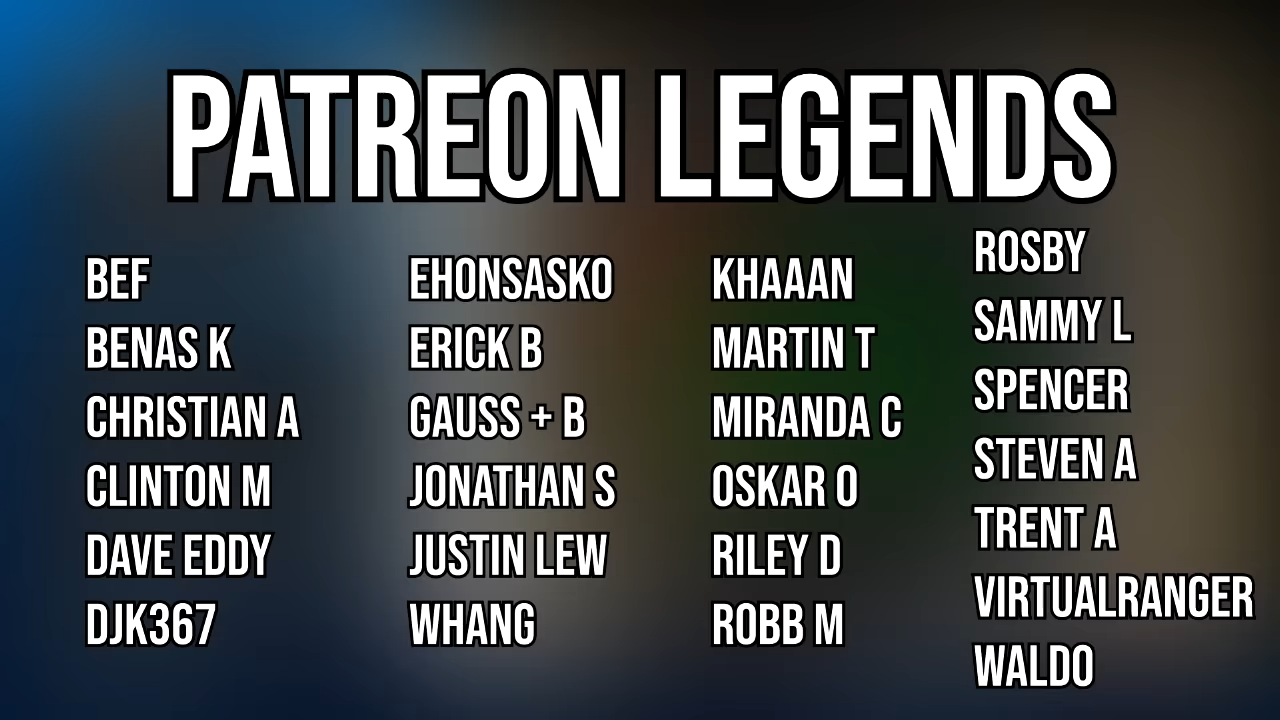 PATREON LEGENDS
BEF
BENAS K
CHRISTIAN A
CLINTON M
DAVE EDDY
DJK367
EHONSASKO
ERICK B
GAUSS + B
JONATHAN S
JUSTIN LEW
WHANG
KHAAAN
MARTIN T
MIRANDA C
OSKAR O
RILEY D
ROBB M
ROSBY
SAMMY L
SPENCER
STEVEN A
TRENT A
VIRTUALRANGER
WALDO